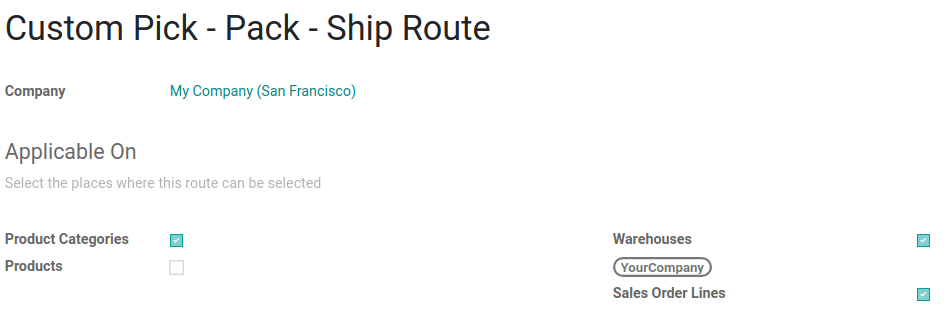 Custom Pick - Pack - Ship Route
Company My Company (San Francisco)
Applicable On
Select the places where this route can be selected
Product Categories
Products
Warehouses
YourCompany
Sales Order Lines